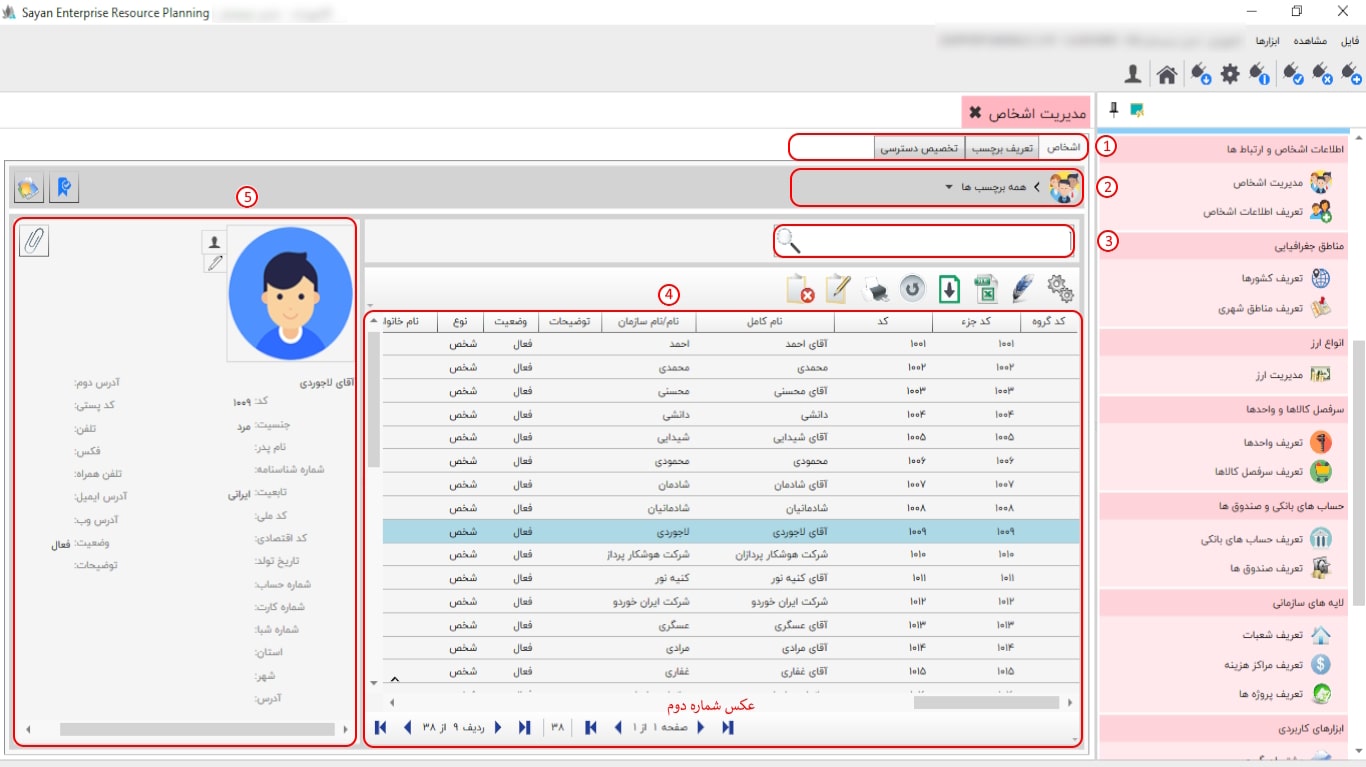 Sayan Enterprise Resource Planning
فایل مشاهده ابزارها
مدیریت اشخاص
اشخاص تعریف برچسب تخصیص دسترسی
۱
همه برچسب ها
۲
۳
۴
۵
کد گروه کد جزء کد نام کامل نام/نام سازمان توضیحات وضعیت نوع نام خانواد
۱۰۰۱ ۱۰۰۱ آقای احمد احمد فعال شخص
۱۰۰۲ ۱۰۰۲ محمدی محمدی فعال شخص
۱۰۰۳ ۱۰۰۳ آقای محسنی محسنی فعال شخص
۱۰۰۴ ۱۰۰۴ دانشی دانشی فعال شخص
۱۰۰۵ ۱۰۰۵ آقای شیدایی شیدایی فعال شخص
۱۰۰۶ ۱۰۰۶ محمودی محمودی فعال شخص
۱۰۰۷ ۱۰۰۷ آقای شادمان شادمان فعال شخص
۱۰۰۸ ۱۰۰۸ شادمانیان شادمانیان فعال شخص
۱۰۰۹ ۱۰۰۹ آقای لاجوردی لاجوردی فعال شخص
۱۰۱۰ ۱۰۱۰ شرکت هوشکار پردازان شرکت هوشکار پرداز فعال شخص
۱۰۱۱ ۱۰۱۱ آقای کنیه نور کنیه نور فعال شخص
۱۰۱۲ ۱۰۱۲ شرکت ایران خوردو شرکت ایران خوردو فعال شخص
۱۰۱۳ ۱۰۱۳ آقای عسگری عسگری فعال شخص
۱۰۱۴ ۱۰۱۴ آقای مرادی مرادی فعال شخص
۱۰۱۵ ۱۰۱۵ آقای غفاری غفاری فعال شخص
عکس شماره دوم
صفحه ۱ از ۱ ۳۸ ردیف ۹ از ۳۸
آقای لاجوردی
کد: ۱۰۰۹
جنسیت: مرد
نام پدر:
شماره شناسنامه:
تابعیت: ایرانی
کد ملی:
کد اقتصادی:
تاریخ تولد:
شماره حساب:
شماره کارت:
شماره شبا:
استان:
شهر:
آدرس:
آدرس دوم:
کد پستی:
تلفن:
فکس:
تلفن همراه:
آدرس ایمیل:
آدرس وب:
وضعیت: فعال
توضیحات:
اطلاعات اشخاص و ارتباط ها
مدیریت اشخاص
تعریف اطلاعات اشخاص
مناطق جغرافیایی
تعریف کشورها
تعریف مناطق شهری
انواع ارز
مدیریت ارز
سرفصل کالاها و واحدها
تعریف واحدها
تعریف سرفصل کالاها
حساب های بانکی و صندوق ها
تعریف حساب های بانکی
تعریف صندوق ها
لایه های سازمانی
تعریف شعبات
تعریف مراکز هزینه
تعریف پروژه ها
ابزارهای کاربردی